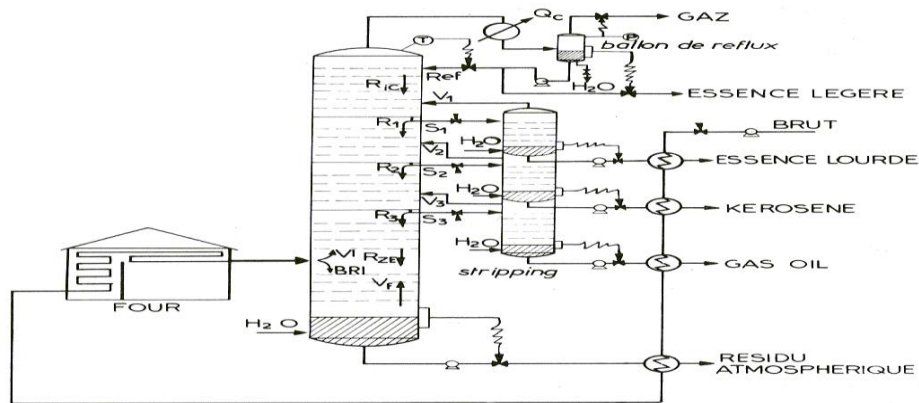 Qc
GAZ
T
P
ballon de reflux
Ric
Ref
H2O
ESSENCE LEGERE
V1
R1
S1
BRUT
H2O
V2
ESSENCE LOURDE
R2
S2
H2O
V3
KEROSENE
R3
S3
H2O
VI
RZE
GAS OIL
BRI
stripping
VF
FOUR
H2O
RESIDU
ATMOSPHERIQUE